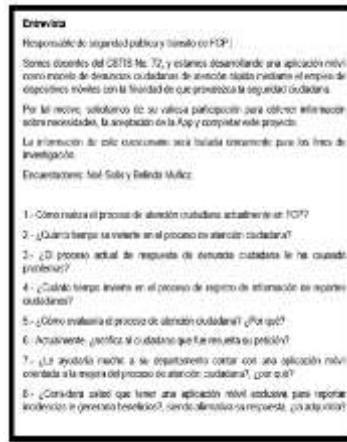 Entrevista
Responsable de seguridad pública y tránsito de FCP
Somos docentes del CBTIS No. 72, y estamos desarrollando una aplicación móvil
como modelo de denuncias ciudadanas de atención rápida mediante el empleo de
dispositivos móviles con la finalidad de que prevalezca la seguridad ciudadana.
Por tal motivo, solicitamos de su valiosa participación para obtener información
sobre necesidades, la aceptación de la App y completar este proyecto.
La información de este cuestionario será tratada únicamente para los fines de
investigación.
Encuestadores: Noé Solís y Belinda Muñoz
1.- Cómo realiza el proceso de atención ciudadana actualmente en FCP?
2.- ¿Cuánto tiempo se invierte en el proceso de atención ciudadana?
3.- ¿El proceso actual de respuesta de denuncia ciudadana le ha causado
problemas?
4.- ¿Cuánto tiempo invierte en el proceso de registro de información de reportes
ciudadanos?
5.- ¿Cómo evaluaría el proceso de atención ciudadana? ¿Por qué?
6.- Actualmente, ¿notifica al ciudadano que fue resuelta su petición?
7.- ¿Le ayudaría mucho a su departamento contar con una aplicación móvil
orientada a la mejora del proceso de atención ciudadana?, ¿por qué?
8.- ¿Considera usted que tener una aplicación móvil exclusiva para reportar
incidencias le generaría beneficios?, siendo afirmativa su respuesta, ¿la adquiriría?